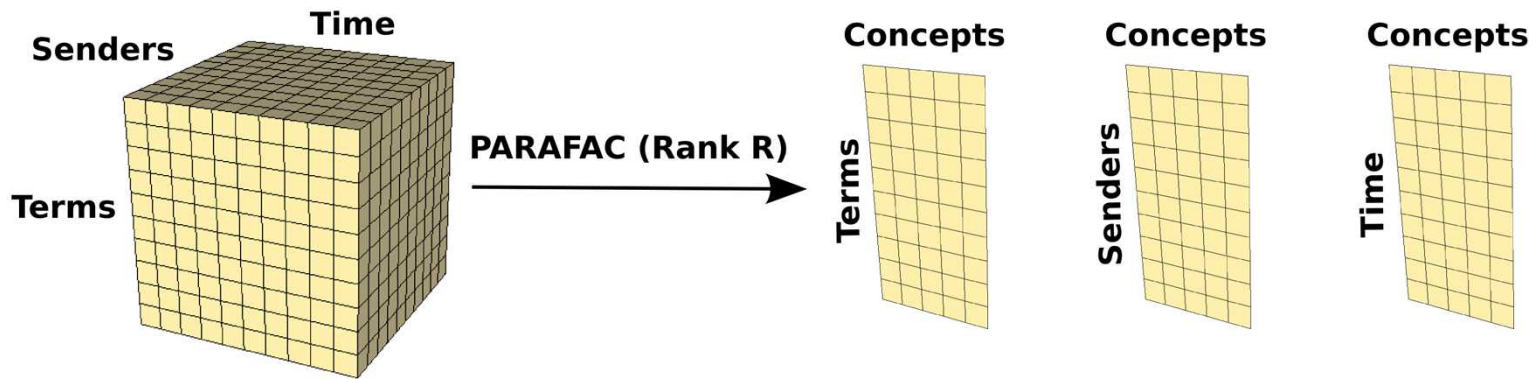 Time
Senders
Terms
PARAFAC (Rank R)
Concepts
Terms
Concepts
Senders
Concepts
Time